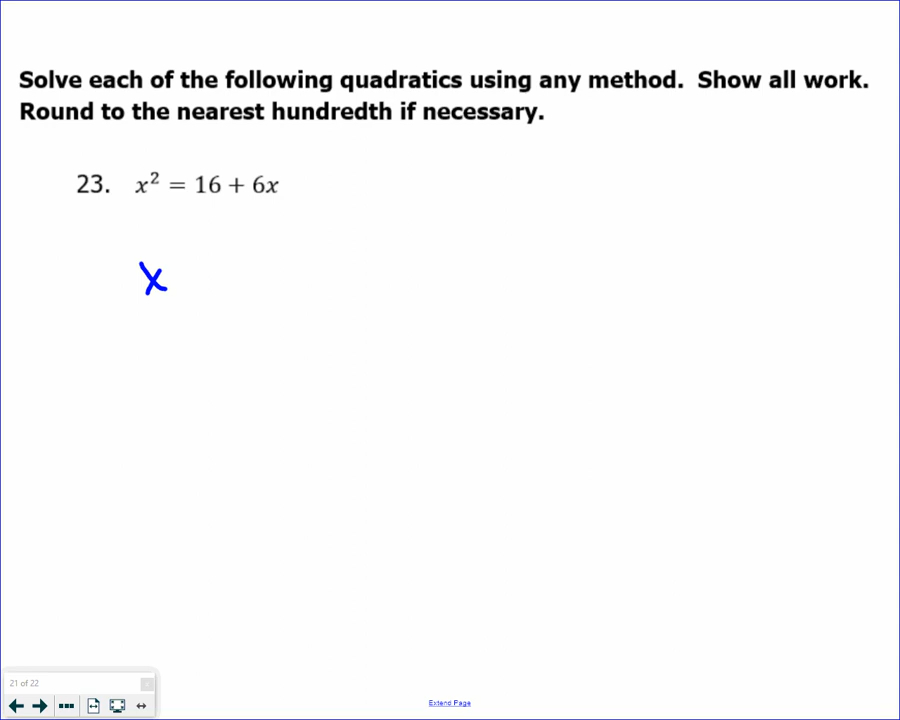 Solve each of the following quadratics using any method.  Show all work.
Round to the nearest hundredth if necessary.
23. x² = 16 + 6x
x
21 of 22
Extend Page